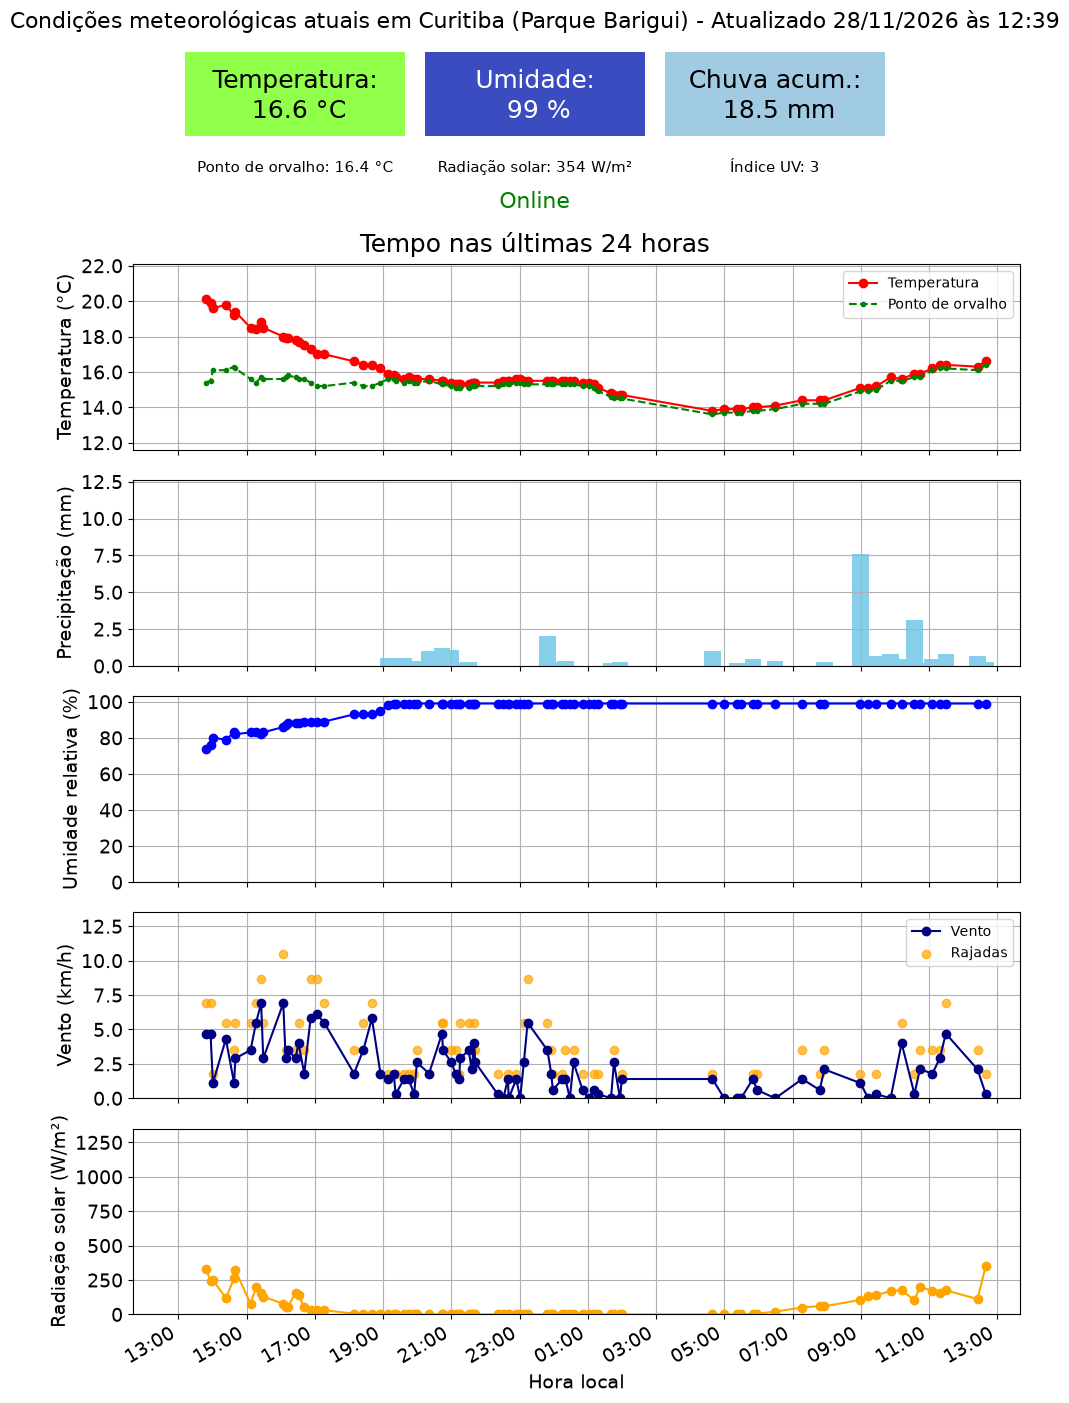 Condições meteorológicas atuais em Curitiba (Parque Barigui) - Atualizado 28/11/2026 às 12:39
Temperatura:
16.6 °C
Umidade:
99 %
Chuva acum.:
18.5 mm
Ponto de orvalho: 16.4 °C
Radiação solar: 354 W/m²
Índice UV: 3
Online
Tempo nas últimas 24 horas
Temperatura (°C)
22.0
20.0
18.0
16.0
14.0
12.0
Temperatura
Ponto de orvalho
Precipitação (mm)
12.5
10.0
7.5
5.0
2.5
0.0
Umidade relativa (%)
100
80
60
40
20
0
Vento (km/h)
12.5
10.0
7.5
5.0
2.5
0.0
Vento
Rajadas
Radiação solar (W/m²)
1250
1000
750
500
250
0
13:00
15:00
17:00
19:00
21:00
23:00
01:00
03:00
05:00
07:00
09:00
11:00
13:00
Hora local